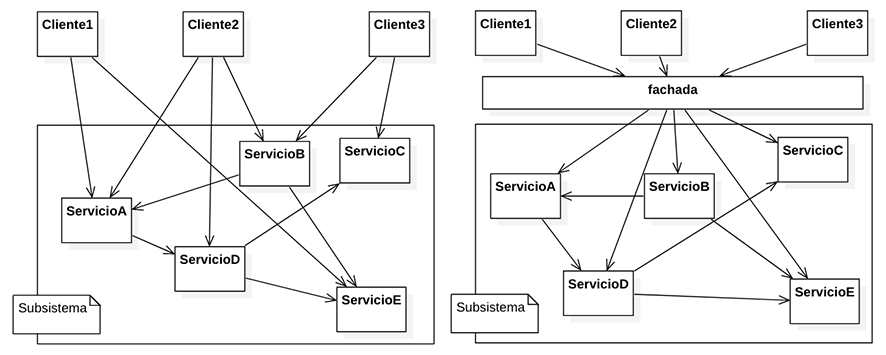 Cliente1
Cliente2
Cliente3
ServicioB
ServicioC
ServicioA
ServicioD
ServicioE
Subsistema
Cliente1
Cliente2
Cliente3
fachada
ServicioC
ServicioA
ServicioB
ServicioD
ServicioE
Subsistema